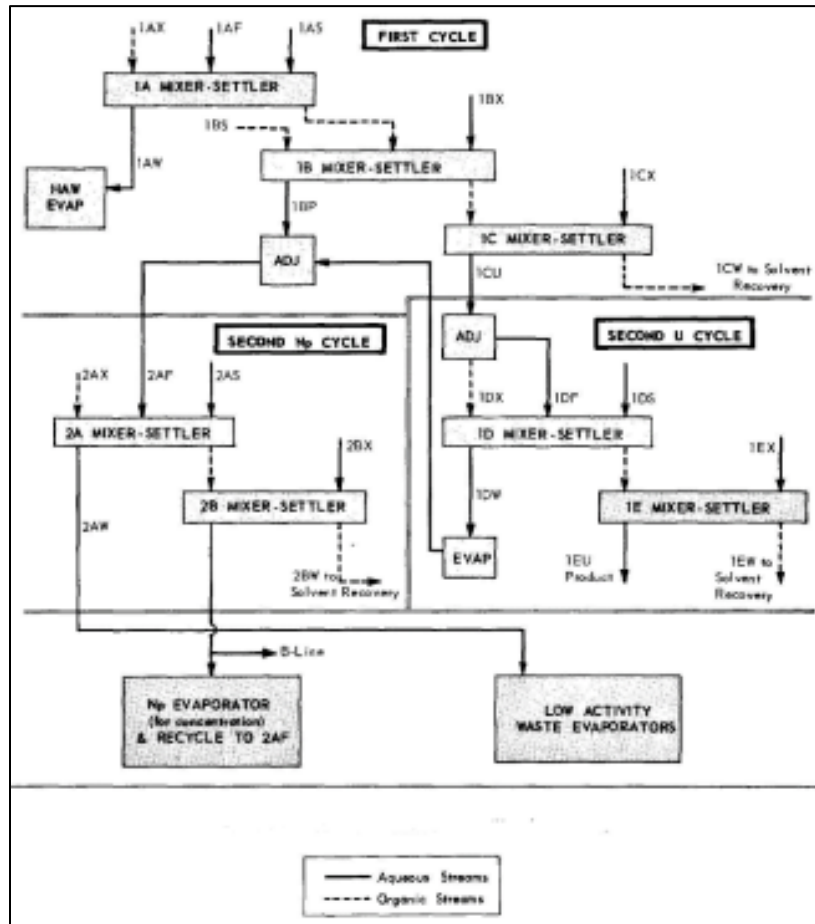 1AX
1AF
1AS
FIRST CYCLE
1A MIXER-SETTLER
1BX
1BS
1AW
1B MIXER-SETTLER
HAW
EVAP
1BP
1CX
ADJ
1C MIXER-SETTLER
1CU
1CW to Solvent
Recovery
SECOND Np CYCLE
ADJ
SECOND U CYCLE
2AX
2AF
2AS
1DX
1DF
1DS
2A MIXER-SETTLER
1D MIXER-SETTLER
2BX
1EX
2AW
2B MIXER-SETTLER
1DW
1E MIXER-SETTLER
EVAP
2BW to
Solvent Recovery
1EU
Product
1EW to
Solvent
Recovery
B-Line
Np EVAPORATOR
(for concentration)
& RECYCLE TO 2AF
LOW ACTIVITY
WASTE EVAPORATORS
Aqueous Streams
Organic Streams